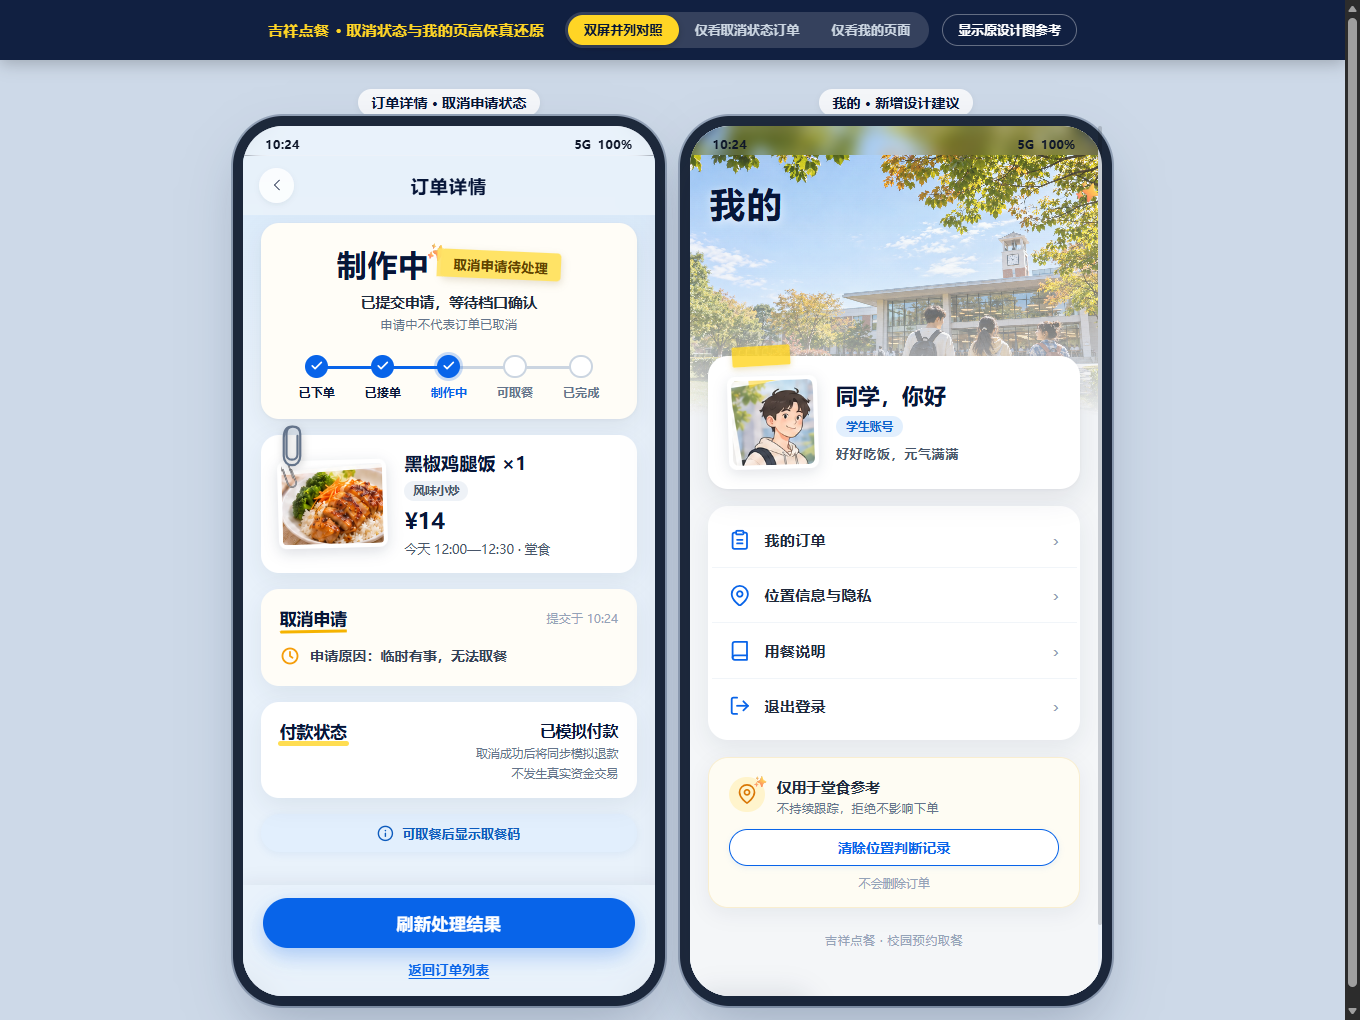 吉祥点餐 • 取消状态与我的页高保真还原
双屏并列对照
仅看取消状态订单
仅看我的页面
显示原设计图参考
订单详情 • 取消申请状态
10:24
5G 100%
订单详情
制作中
取消申请待处理
已提交申请，等待档口确认
申请中不代表订单已取消
已下单
已接单
制作中
可取餐
已完成
黑椒鸡腿饭 ×1
风味小炒
¥14
今天 12:00—12:30 · 堂食
取消申请
提交于 10:24
申请原因：临时有事，无法取餐
付款状态
已模拟付款
取消成功后将同步模拟退款
不发生真实资金交易
可取餐后显示取餐码
刷新处理结果
返回订单列表
我的 • 新增设计建议
10:24
5G 100%
我的
同学，你好
学生账号
好好吃饭，元气满满
我的订单
位置信息与隐私
用餐说明
退出登录
仅用于堂食参考
不持续跟踪，拒绝不影响下单
清除位置判断记录
不会删除订单
吉祥点餐 · 校园预约取餐